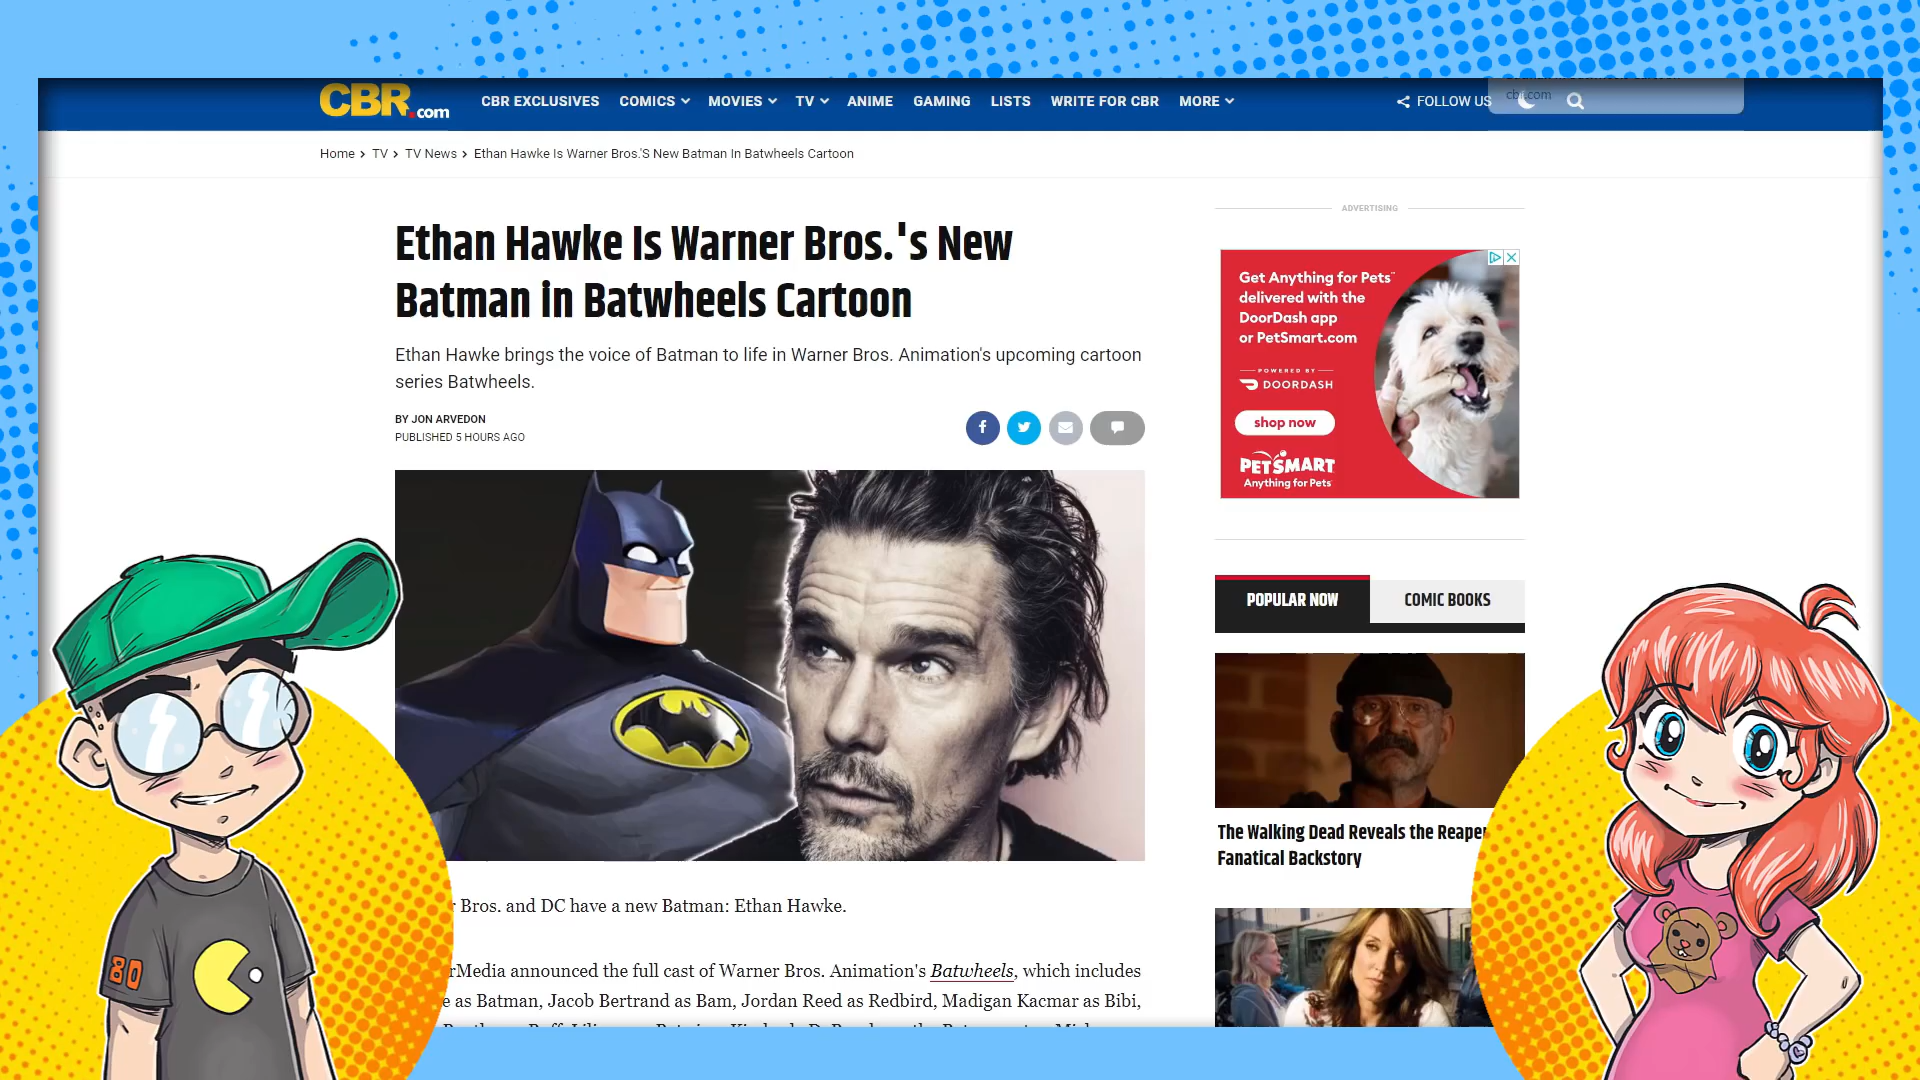 CBR.com
CBR EXCLUSIVES COMICS MOVIES TV ANIME GAMING LISTS WRITE FOR CBR MORE FOLLOW US
cbr.com
Home TV TV News Ethan Hawke Is Warner Bros.'S New Batman In Batwheels Cartoon
Ethan Hawke Is Warner Bros.'s New
Batman in Batwheels Cartoon
Ethan Hawke brings the voice of Batman to life in Warner Bros. Animation's upcoming cartoon
series Batwheels.
BY JON ARVEDON
PUBLISHED 5 HOURS AGO
r Bros. and DC have a new Batman: Ethan Hawke.
rMedia announced the full cast of Warner Bros. Animation's Batwheels, which includes
e as Batman, Jacob Bertrand as Bam, Jordan Reed as Redbird, Madigan Kacmar as Bibi,
ADVERTISING
Get Anything for Pets™
delivered with the
DoorDash app
or PetSmart.com
POWERED BY
DOORDASH
shop now
PETSMART
Anything for Pets
POPULAR NOW
COMIC BOOKS
The Walking Dead Reveals the Reaper
Fanatical Backstory
80